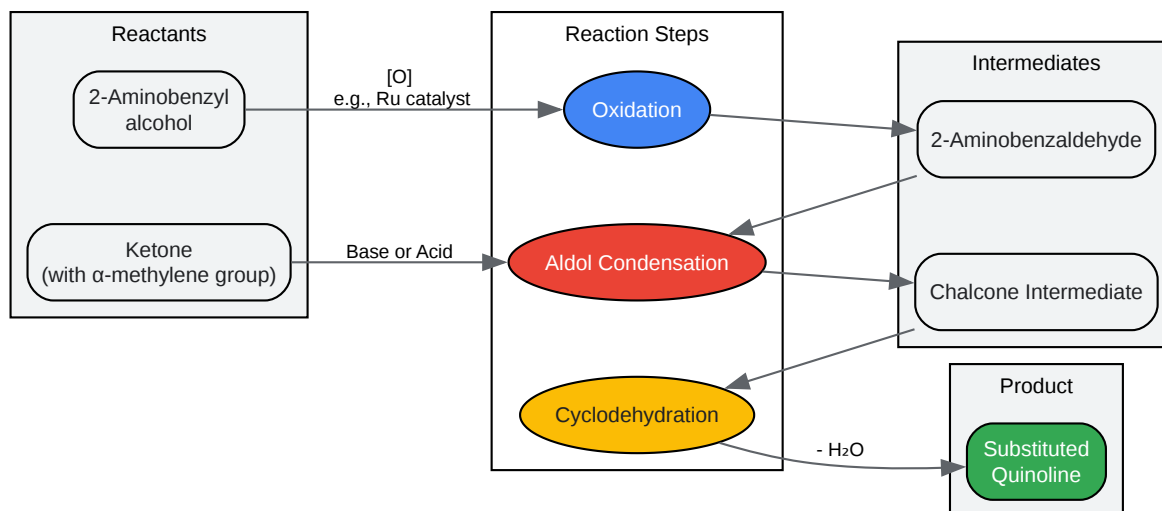 Reactants
2-Aminobenzyl
alcohol
Ketone
(with α-methylene group)
[O]
e.g., Ru catalyst
Base or Acid
Reaction Steps
Oxidation
Aldol Condensation
Cyclodehydration
Intermediates
2-Aminobenzaldehyde
Chalcone Intermediate
- H₂O
Product
Substituted
Quinoline